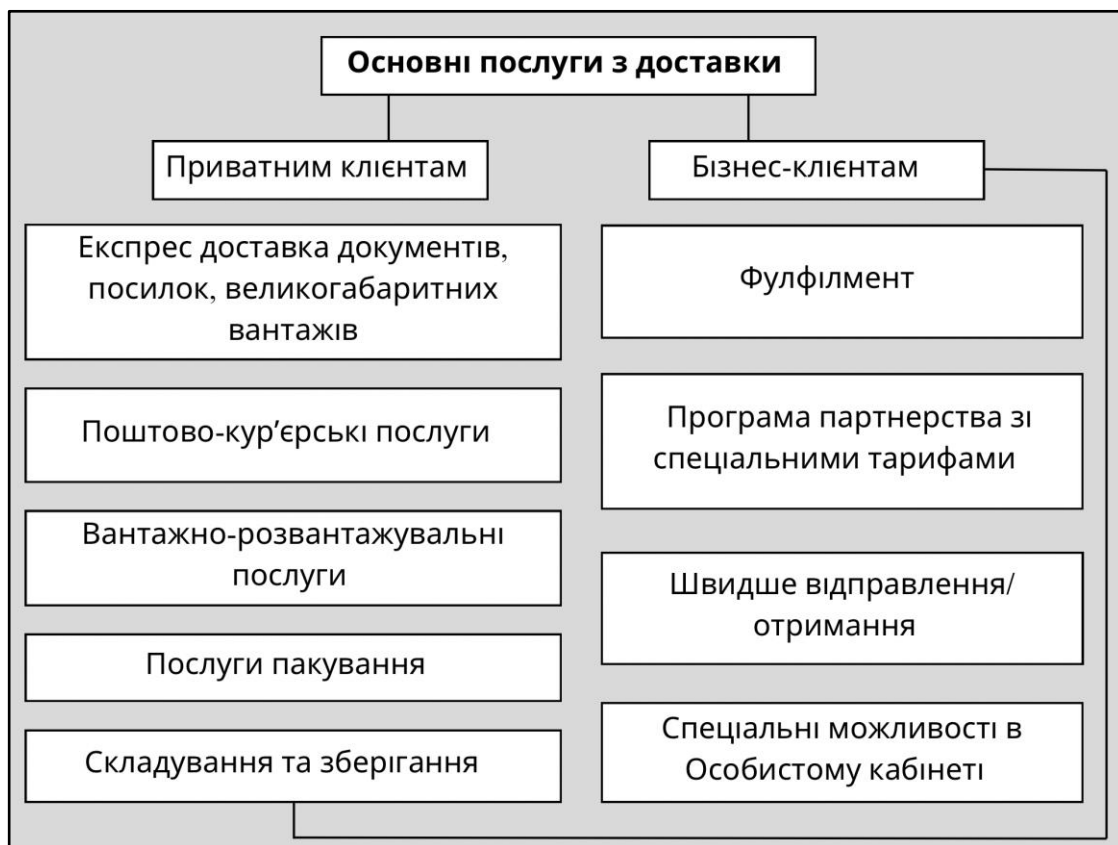 Основні послуги з доставки
Приватним клієнтам
Бізнес-клієнтам
Експрес доставка документів,
посилок, великогабаритних
вантажів
Поштово-кур’єрські послуги
Вантажно-розвантажувальні
послуги
Послуги пакування
Складування та зберігання
Фулфілмент
Програма партнерства зі
спеціальними тарифами
Швидше відправлення/
отримання
Спеціальні можливості в
Особистому кабінеті